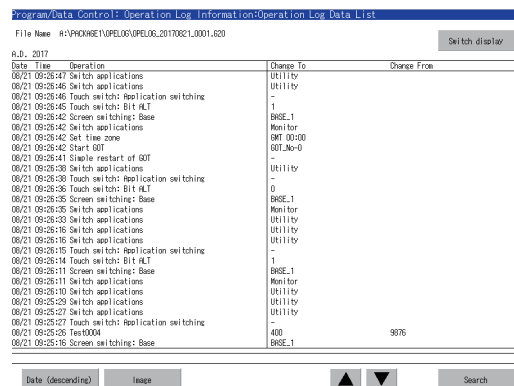 Program/Data Control: Operation Log Information:Operation Log Data List
File Name A:\PACKAGE1\OPELOG\OPELOG_20170821_0001.G2O
Switch display
A.D. 2017
Date Time Operation Change To Change From
08/21 09:26:47 Switch applications Utility
08/21 09:26:46 Switch applications Utility
08/21 09:26:46 Touch switch: Application switching -
08/21 09:26:45 Touch switch: Bit ALT 1
08/21 09:26:42 Screen switching: Base BASE_1
08/21 09:26:42 Switch applications Monitor
08/21 09:26:42 Set time zone GMT 00:00
08/21 09:26:42 Start GOT GOT_No-0
08/21 09:26:41 Simple restart of GOT -
08/21 09:26:38 Switch applications Utility
08/21 09:26:38 Touch switch: Application switching -
08/21 09:26:36 Touch switch: Bit ALT 0
08/21 09:26:35 Screen switching: Base BASE_1
08/21 09:26:35 Switch applications Monitor
08/21 09:26:33 Switch applications Utility
08/21 09:26:16 Switch applications Utility
08/21 09:26:16 Switch applications Utility
08/21 09:26:15 Touch switch: Application switching -
08/21 09:26:14 Touch switch: Bit ALT 1
08/21 09:26:11 Screen switching: Base BASE_1
08/21 09:26:11 Switch applications Monitor
08/21 09:26:10 Switch applications Utility
08/21 09:25:29 Switch applications Utility
08/21 09:25:27 Switch applications Utility
08/21 09:25:27 Touch switch: Application switching -
08/21 09:25:26 Test0004 400 9876
08/21 09:25:16 Screen switching: Base BASE_1
Date (descending) Image ▲ ▼ Search